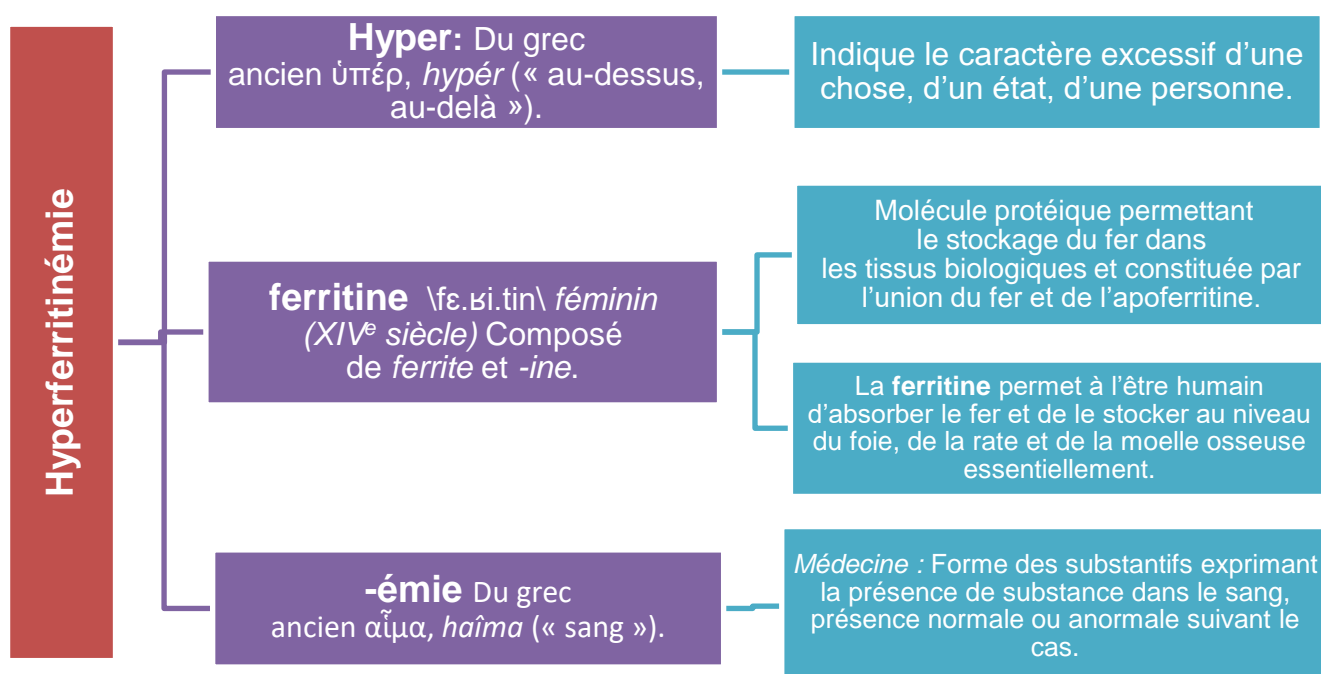 Hyperferritinémie
Hyper: Du grec
ancien ὑπέρ, hypér (« au-dessus,
au-delà »).
Indique le caractère excessif d'une
chose, d'un état, d'une personne.
ferritine \fɛ.ʁi.tin\ féminin
(XIVe siècle) Composé
de ferrite et -ine.
Molécule protéique permettant
le stockage du fer dans
les tissus biologiques et constituée par
l'union du fer et de l'apoferritine.
La ferritine permet à l'être humain
d'absorber le fer et de le stocker au niveau
du foie, de la rate et de la moelle osseuse
essentiellement.
-émie Du grec
ancien αἷμα, haîma (« sang »).
Médecine : Forme des substantifs exprimant
la présence de substance dans le sang,
présence normale ou anormale suivant le
cas.